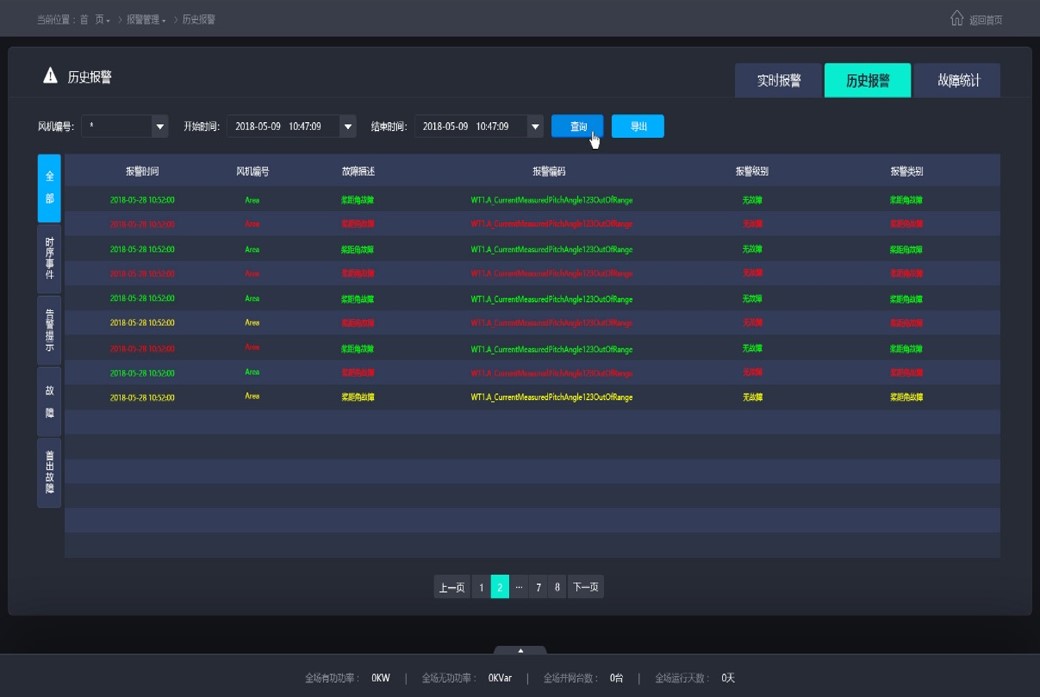 当前位置： 首 页 > 报警管理 > 历史报警 返回首页
历史报警 实时报警 历史报警 故障统计
风机编号： * 开始时间： 2018-05-09 10:47:09 结束时间： 2018-05-09 10:47:09 查询 导出
全部
时序事件
告警提示
故障
首出故障
报警时间 风机编号 故障描述 报警编码 报警级别 报警类别
2018-05-28 10:52:00 Area 桨距角故障 WT1.A_CurrentMeasuredPitchAngle123OutOfRange 无故障 桨距角故障
2018-05-28 10:52:00 Area 桨距角故障 WT1.A_CurrentMeasuredPitchAngle123OutOfRange 无故障 桨距角故障
2018-05-28 10:52:00 Area 桨距角故障 WT1.A_CurrentMeasuredPitchAngle123OutOfRange 无故障 桨距角故障
2018-05-28 10:52:00 Area 桨距角故障 WT1.A_CurrentMeasuredPitchAngle123OutOfRange 无故障 桨距角故障
2018-05-28 10:52:00 Area 桨距角故障 WT1.A_CurrentMeasuredPitchAngle123OutOfRange 无故障 桨距角故障
2018-05-28 10:52:00 Area 桨距角故障 WT1.A_CurrentMeasuredPitchAngle123OutOfRange 无故障 桨距角故障
2018-05-28 10:52:00 Area 桨距角故障 WT1.A_CurrentMeasuredPitchAngle123OutOfRange 无故障 桨距角故障
2018-05-28 10:52:00 Area 桨距角故障 WT1.A_CurrentMeasuredPitchAngle123OutOfRange 无故障 桨距角故障
2018-05-28 10:52:00 Area 桨距角故障 WT1.A_CurrentMeasuredPitchAngle123OutOfRange 无故障 桨距角故障
上一页 1 2 ... 7 8 下一页
全场有功功率： 0KW | 全场无功功率： 0KVar | 全场并网台数： 0台 | 全场运行天数： 0天